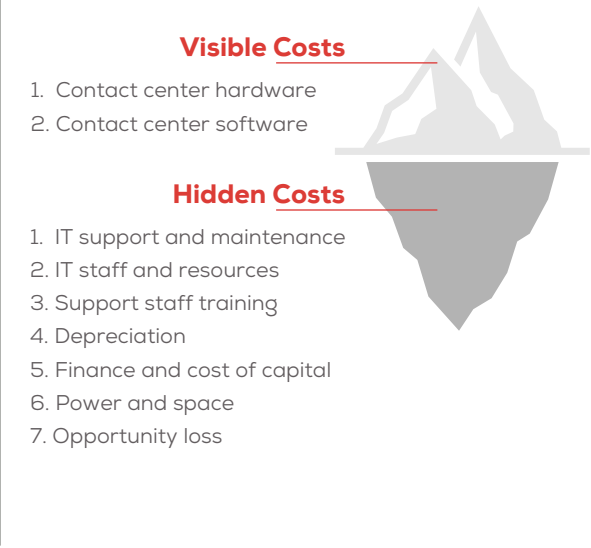 Visible Costs
1. Contact center hardware
2. Contact center software
Hidden Costs
1. IT support and maintenance
2. IT staff and resources
3. Support staff training
4. Depreciation
5. Finance and cost of capital
6. Power and space
7. Opportunity loss